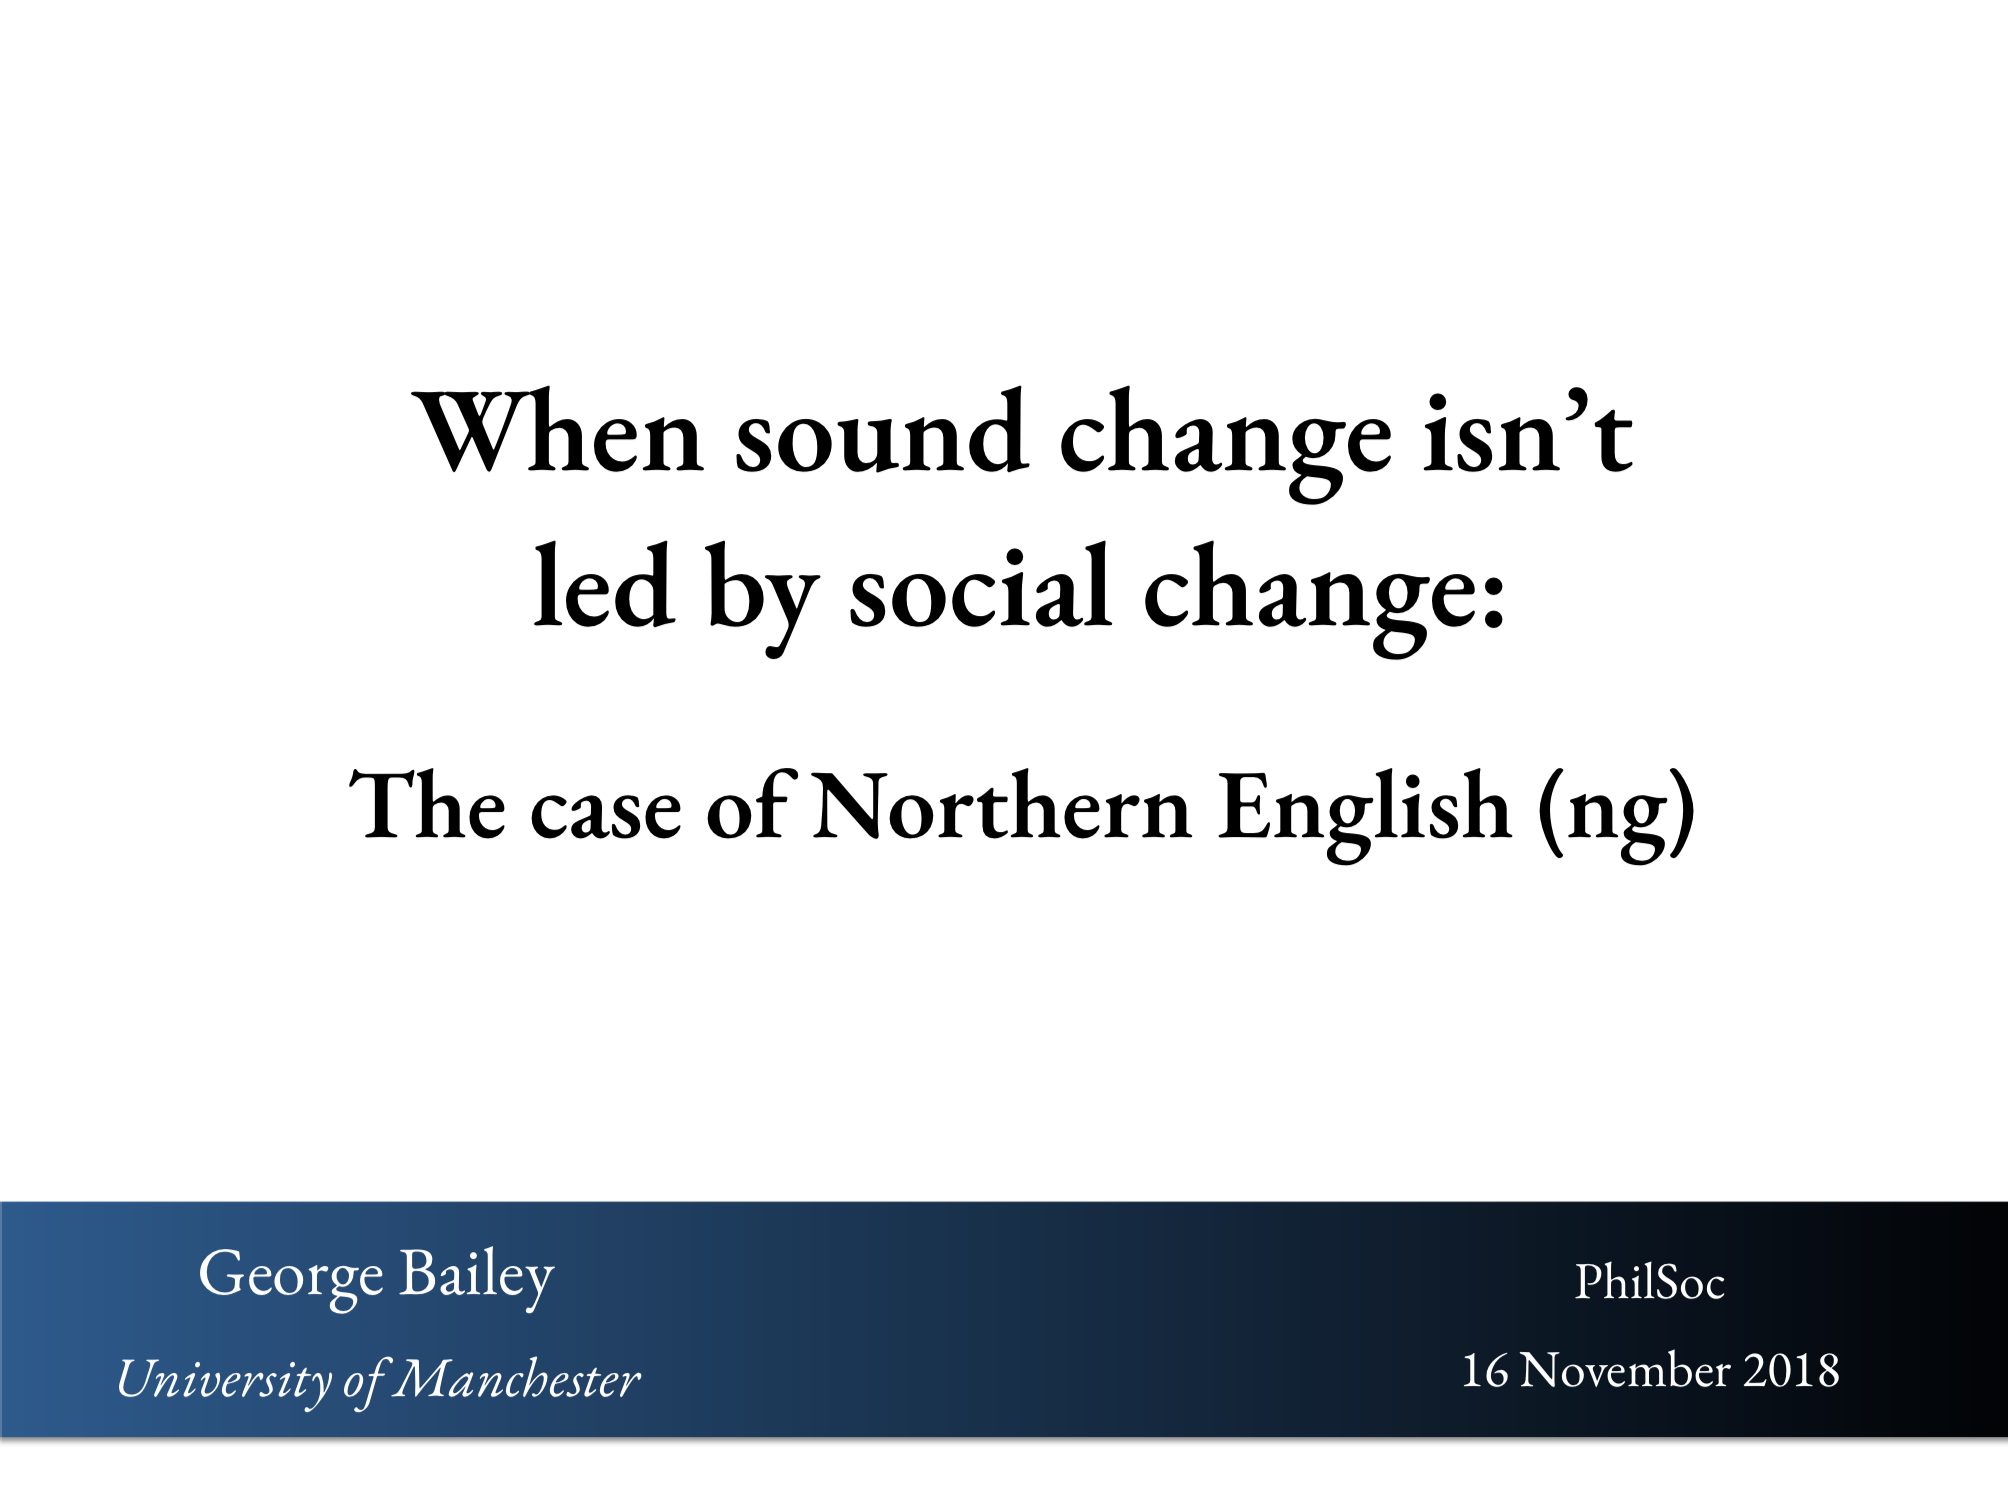 When sound change isn’t
led by social change:
The case of Northern English (ng)
George Bailey
University of Manchester
PhilSoc
16 November 2018